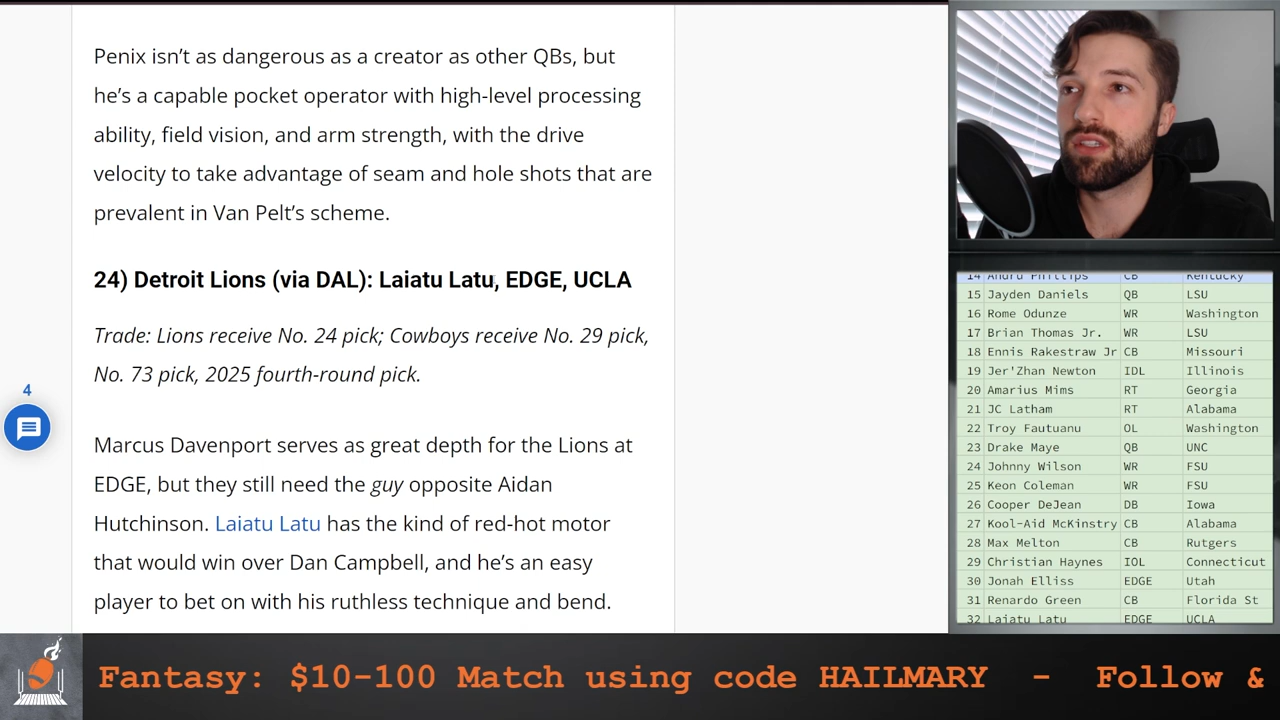 Penix isn’t as dangerous as a creator as other QBs, but
he’s a capable pocket operator with high-level processing
ability, field vision, and arm strength, with the drive
velocity to take advantage of seam and hole shots that are
prevalent in Van Pelt’s scheme.
24) Detroit Lions (via DAL): Laiatu Latu, EDGE, UCLA
Trade: Lions receive No. 24 pick; Cowboys receive No. 29 pick,
No. 73 pick, 2025 fourth-round pick.
4
Marcus Davenport serves as great depth for the Lions at
EDGE, but they still need the guy opposite Aidan
Hutchinson. Laiatu Latu has the kind of red-hot motor
that would win over Dan Campbell, and he’s an easy
player to bet on with his ruthless technique and bend.
14 Andru Phillips CB Kentucky
15 Jayden Daniels QB LSU
16 Rome Odunze WR Washington
17 Brian Thomas Jr. WR LSU
18 Ennis Rakestraw Jr CB Missouri
19 Jer'Zhan Newton IDL Illinois
20 Amarius Mims RT Georgia
21 JC Latham RT Alabama
22 Troy Fautuanu OL Washington
23 Drake Maye QB UNC
24 Johnny Wilson WR FSU
25 Keon Coleman WR FSU
26 Cooper DeJean DB Iowa
27 Kool-Aid McKinstry CB Alabama
28 Max Melton CB Rutgers
29 Christian Haynes IOL Connecticut
30 Jonah Elliss EDGE Utah
31 Renardo Green CB Florida St
32 Laiatu Latu EDGE UCLA
Fantasy: $10-100 Match using code HAILMARY - Follow &